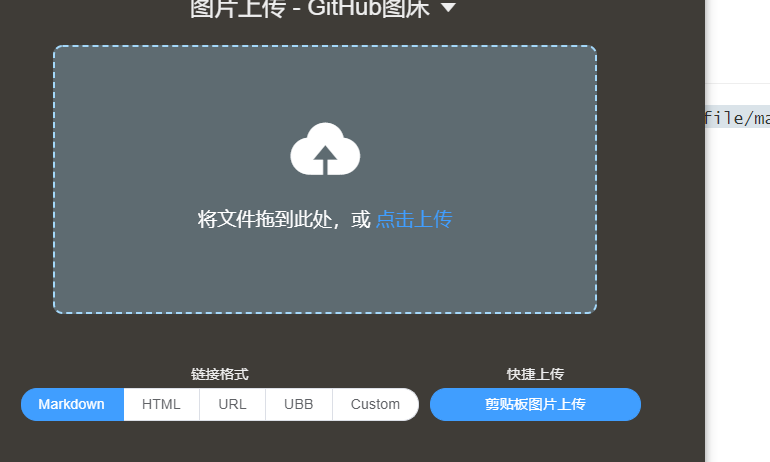 图片上传 - GitHub图床
file/ma
将文件拖到此处，或 点击上传
链接格式
快捷上传
Markdown HTML URL UBB Custom
剪贴板图片上传